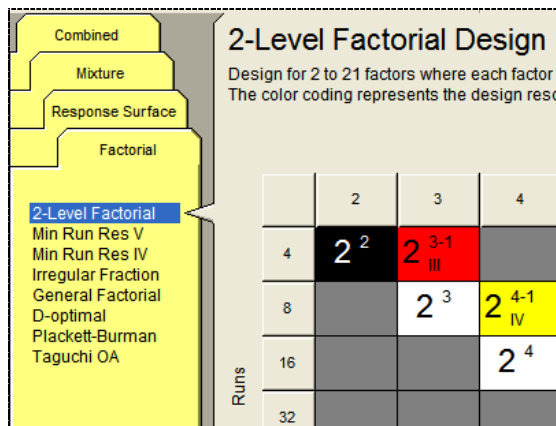 Combined
Mixture
Response Surface
Factorial
2-Level Factorial
Min Run Res V
Min Run Res IV
Irregular Fraction
General Factorial
D-optimal
Plackett-Burman
Taguchi OA
2-Level Factorial Design
Design for 2 to 21 factors where each factor
The color coding represents the design reso
2 3 4
4 2^2 2^3-1 III
8 2^3 2^4-1 IV
16 2^4
32
Runs